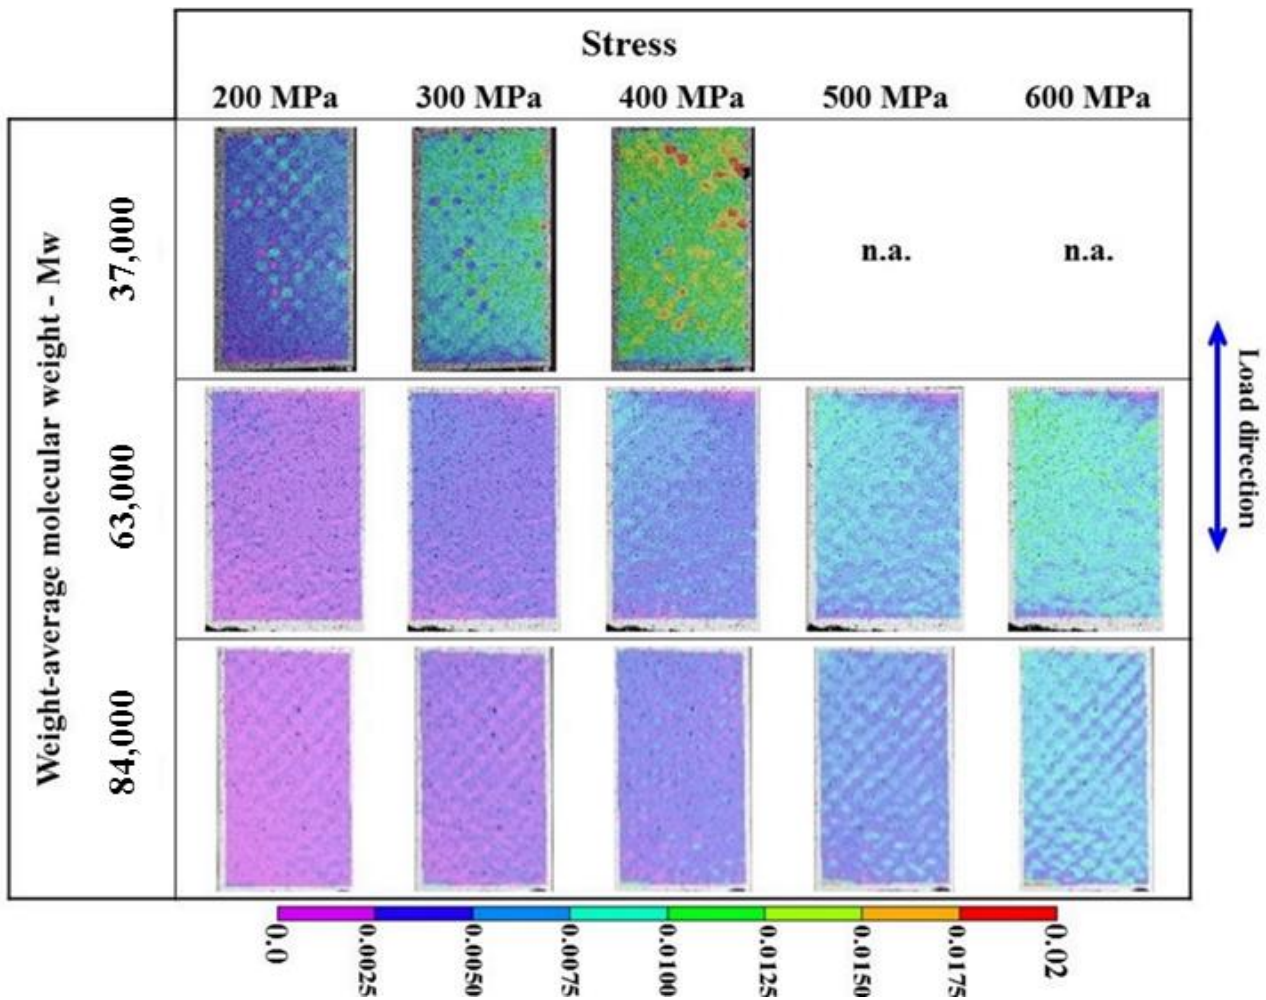 Stress
200 MPa 300 MPa 400 MPa 500 MPa 600 MPa
Weight-average molecular weight - Mw
37,000
n.a. n.a.
63,000
84,000
Load direction
0.0 0.0025 0.0050 0.0075 0.0100 0.0125 0.0150 0.0175 0.02